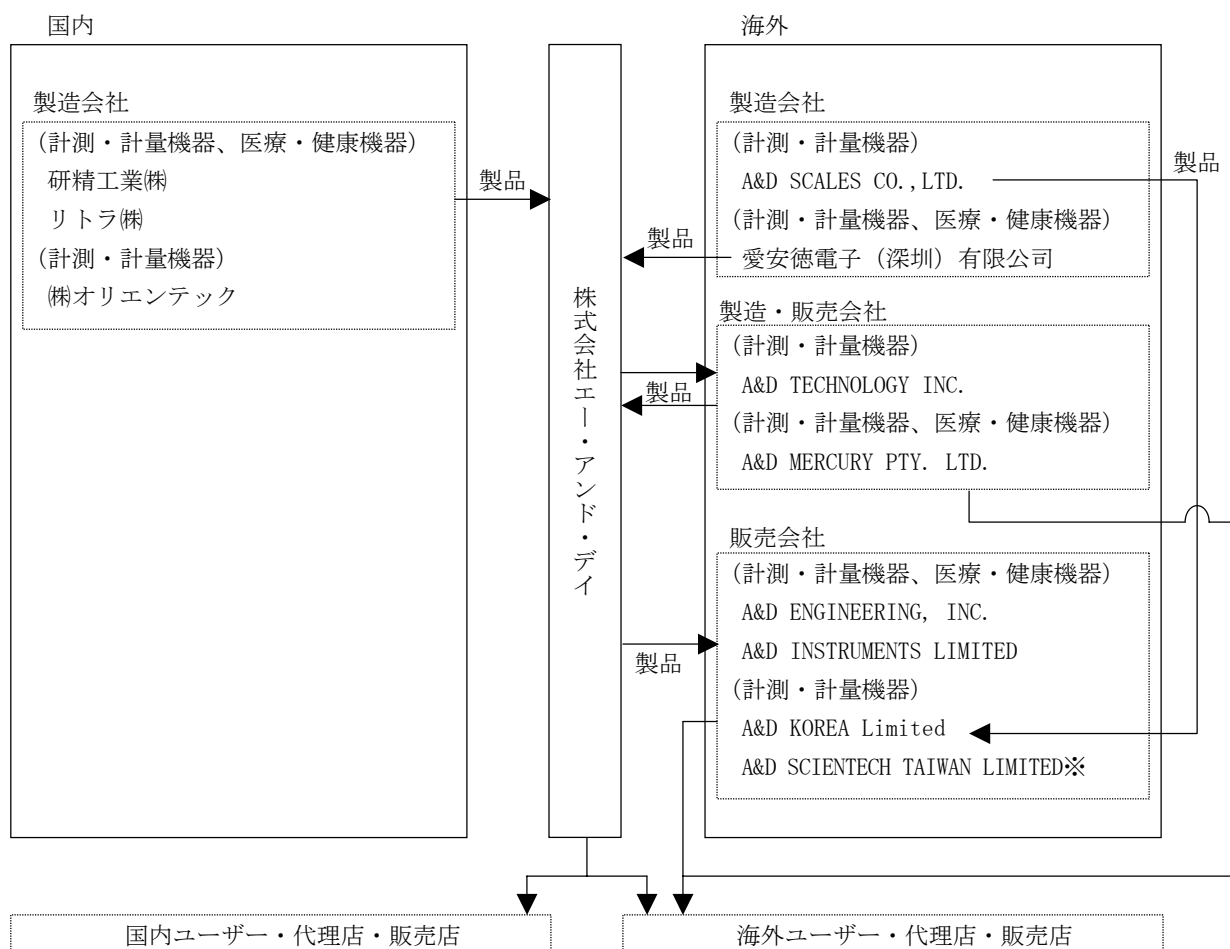 国内
製造会社
(計測・計量機器、医療・健康機器)
研精工業㈱
リトラ㈱
(計測・計量機器)
㈱オリエンテック
製品
株式会社エー・アンド・デイ
海外
製造会社
(計測・計量機器)
A&D SCALES CO.,LTD.
(計測・計量機器、医療・健康機器)
愛安徳電子（深圳）有限公司
製品
製品
製造・販売会社
(計測・計量機器)
A&D TECHNOLOGY INC.
(計測・計量機器、医療・健康機器)
A&D MERCURY PTY. LTD.
製品
販売会社
(計測・計量機器、医療・健康機器)
A&D ENGINEERING, INC.
A&D INSTRUMENTS LIMITED
(計測・計量機器)
A&D KOREA Limited
A&D SCIENTECH TAIWAN LIMITED※
製品
国内ユーザー・代理店・販売店
海外ユーザー・代理店・販売店